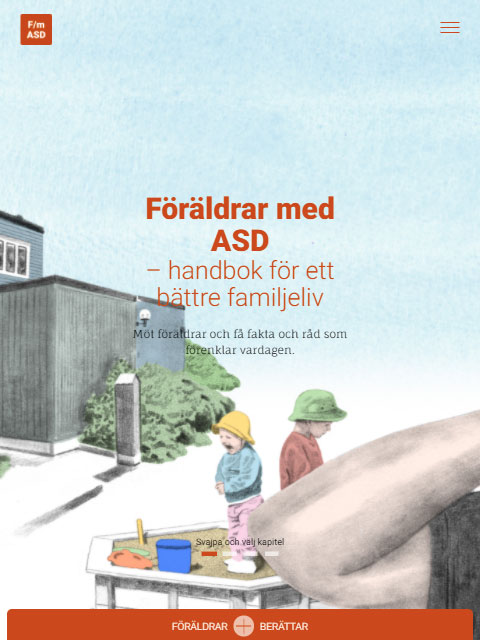 F/m
ASD
Föräldrar med
ASD
– handbok för ett
bättre familjeliv
Möt föräldrar och få fakta och råd som
förenklar vardagen.
Svajpa och välj kapitel
FÖRÄLDRAR BERÄTTAR